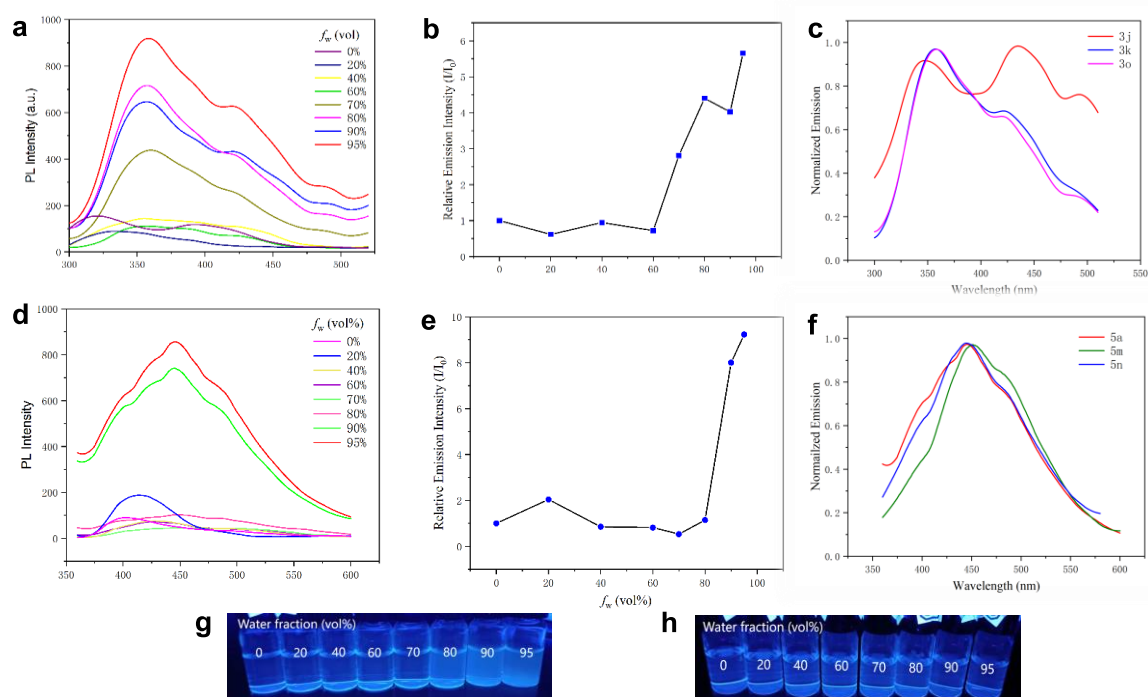 a
f_w (vol)
0%
20%
40%
60%
70%
80%
90%
95%
PL Intensity (a.u.)
1000
800
600
400
200
0
300 350 400 450 500
b
Relative Emission Intensity (I/I₀)
6
5
4
3
2
1
0
0 20 40 60 80 100
c
3j
3k
3o
Normalized Emission
1.0
0.8
0.6
0.4
0.2
0.0
300 350 400 450 500 550
Wavelength (nm)
d
f_w (vol%)
0%
20%
40%
60%
70%
80%
90%
95%
PL Intensity
1000
800
600
400
200
0
350 400 450 500 550 600
e
Relative Emission Intensity (I/I₀)
10
8
6
4
2
0
0 20 40 60 80 100
f_w (vol%)
f
5a
5m
5n
Normailzed Emission
1.0
0.8
0.6
0.4
0.2
0.0
350 400 450 500 550 600
Wavelength (nm)
g
Water fraction (vol%)
0 20 40 60 70 80 90 95
h
Water fraction (vol%)
0 20 40 60 70 80 90 95